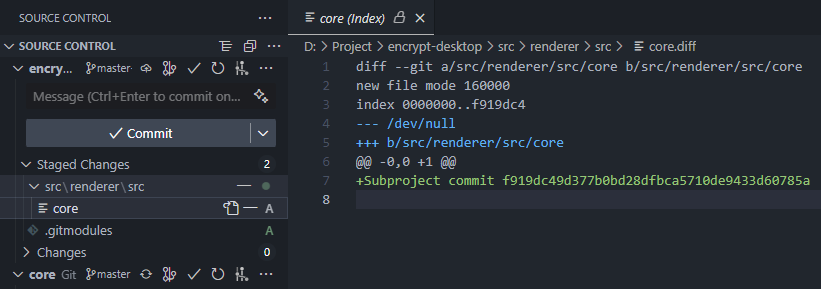 SOURCE CONTROL
SOURCE CONTROL
encry... master
Message (Ctrl+Enter to commit on...
Commit
Staged Changes 2
src\renderer\src
core A
.gitmodules A
Changes 0
core Git master
core (Index)
D: > Project > encrypt-desktop > src > renderer > src > core.diff
1 diff --git a/src/renderer/src/core b/src/renderer/src/core
2 new file mode 160000
3 index 0000000..f919dc4
4 --- /dev/null
5 +++ b/src/renderer/src/core
6 @@ -0,0 +1 @@
7 +Subproject commit f919dc49d377b0bd28dfbca5710de9433d60785a
8